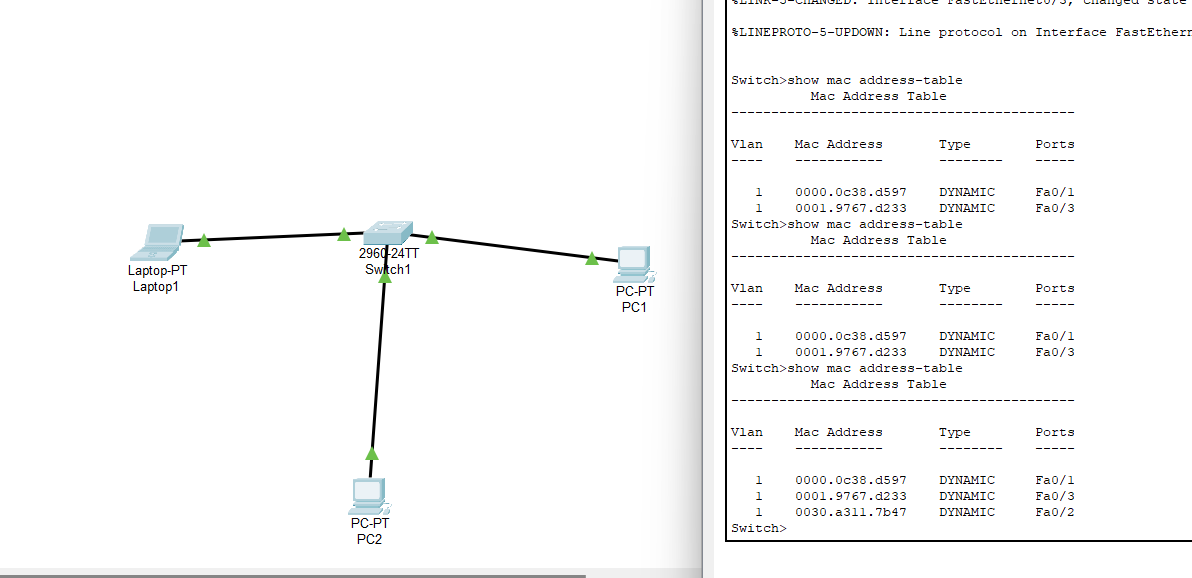 %LINK-5-CHANGED: Interface FastEthernet0/3, changed state
%LINEPROTO-5-UPDOWN: Line protocol on Interface FastEthern
Switch>show mac address-table
Mac Address Table
-------------------------------------------
Vlan Mac Address Type Ports
---- ----------- -------- -----
1 0000.0c38.d597 DYNAMIC Fa0/1
1 0001.9767.d233 DYNAMIC Fa0/3
Switch>show mac address-table
Mac Address Table
-------------------------------------------
Vlan Mac Address Type Ports
---- ----------- -------- -----
1 0000.0c38.d597 DYNAMIC Fa0/1
1 0001.9767.d233 DYNAMIC Fa0/3
Switch>show mac address-table
Mac Address Table
-------------------------------------------
Vlan Mac Address Type Ports
---- ----------- -------- -----
1 0000.0c38.d597 DYNAMIC Fa0/1
1 0001.9767.d233 DYNAMIC Fa0/3
1 0030.a311.7b47 DYNAMIC Fa0/2
Switch>
2960-24TT
Switch1
Laptop-PT
Laptop1
PC-PT
PC1
PC-PT
PC2